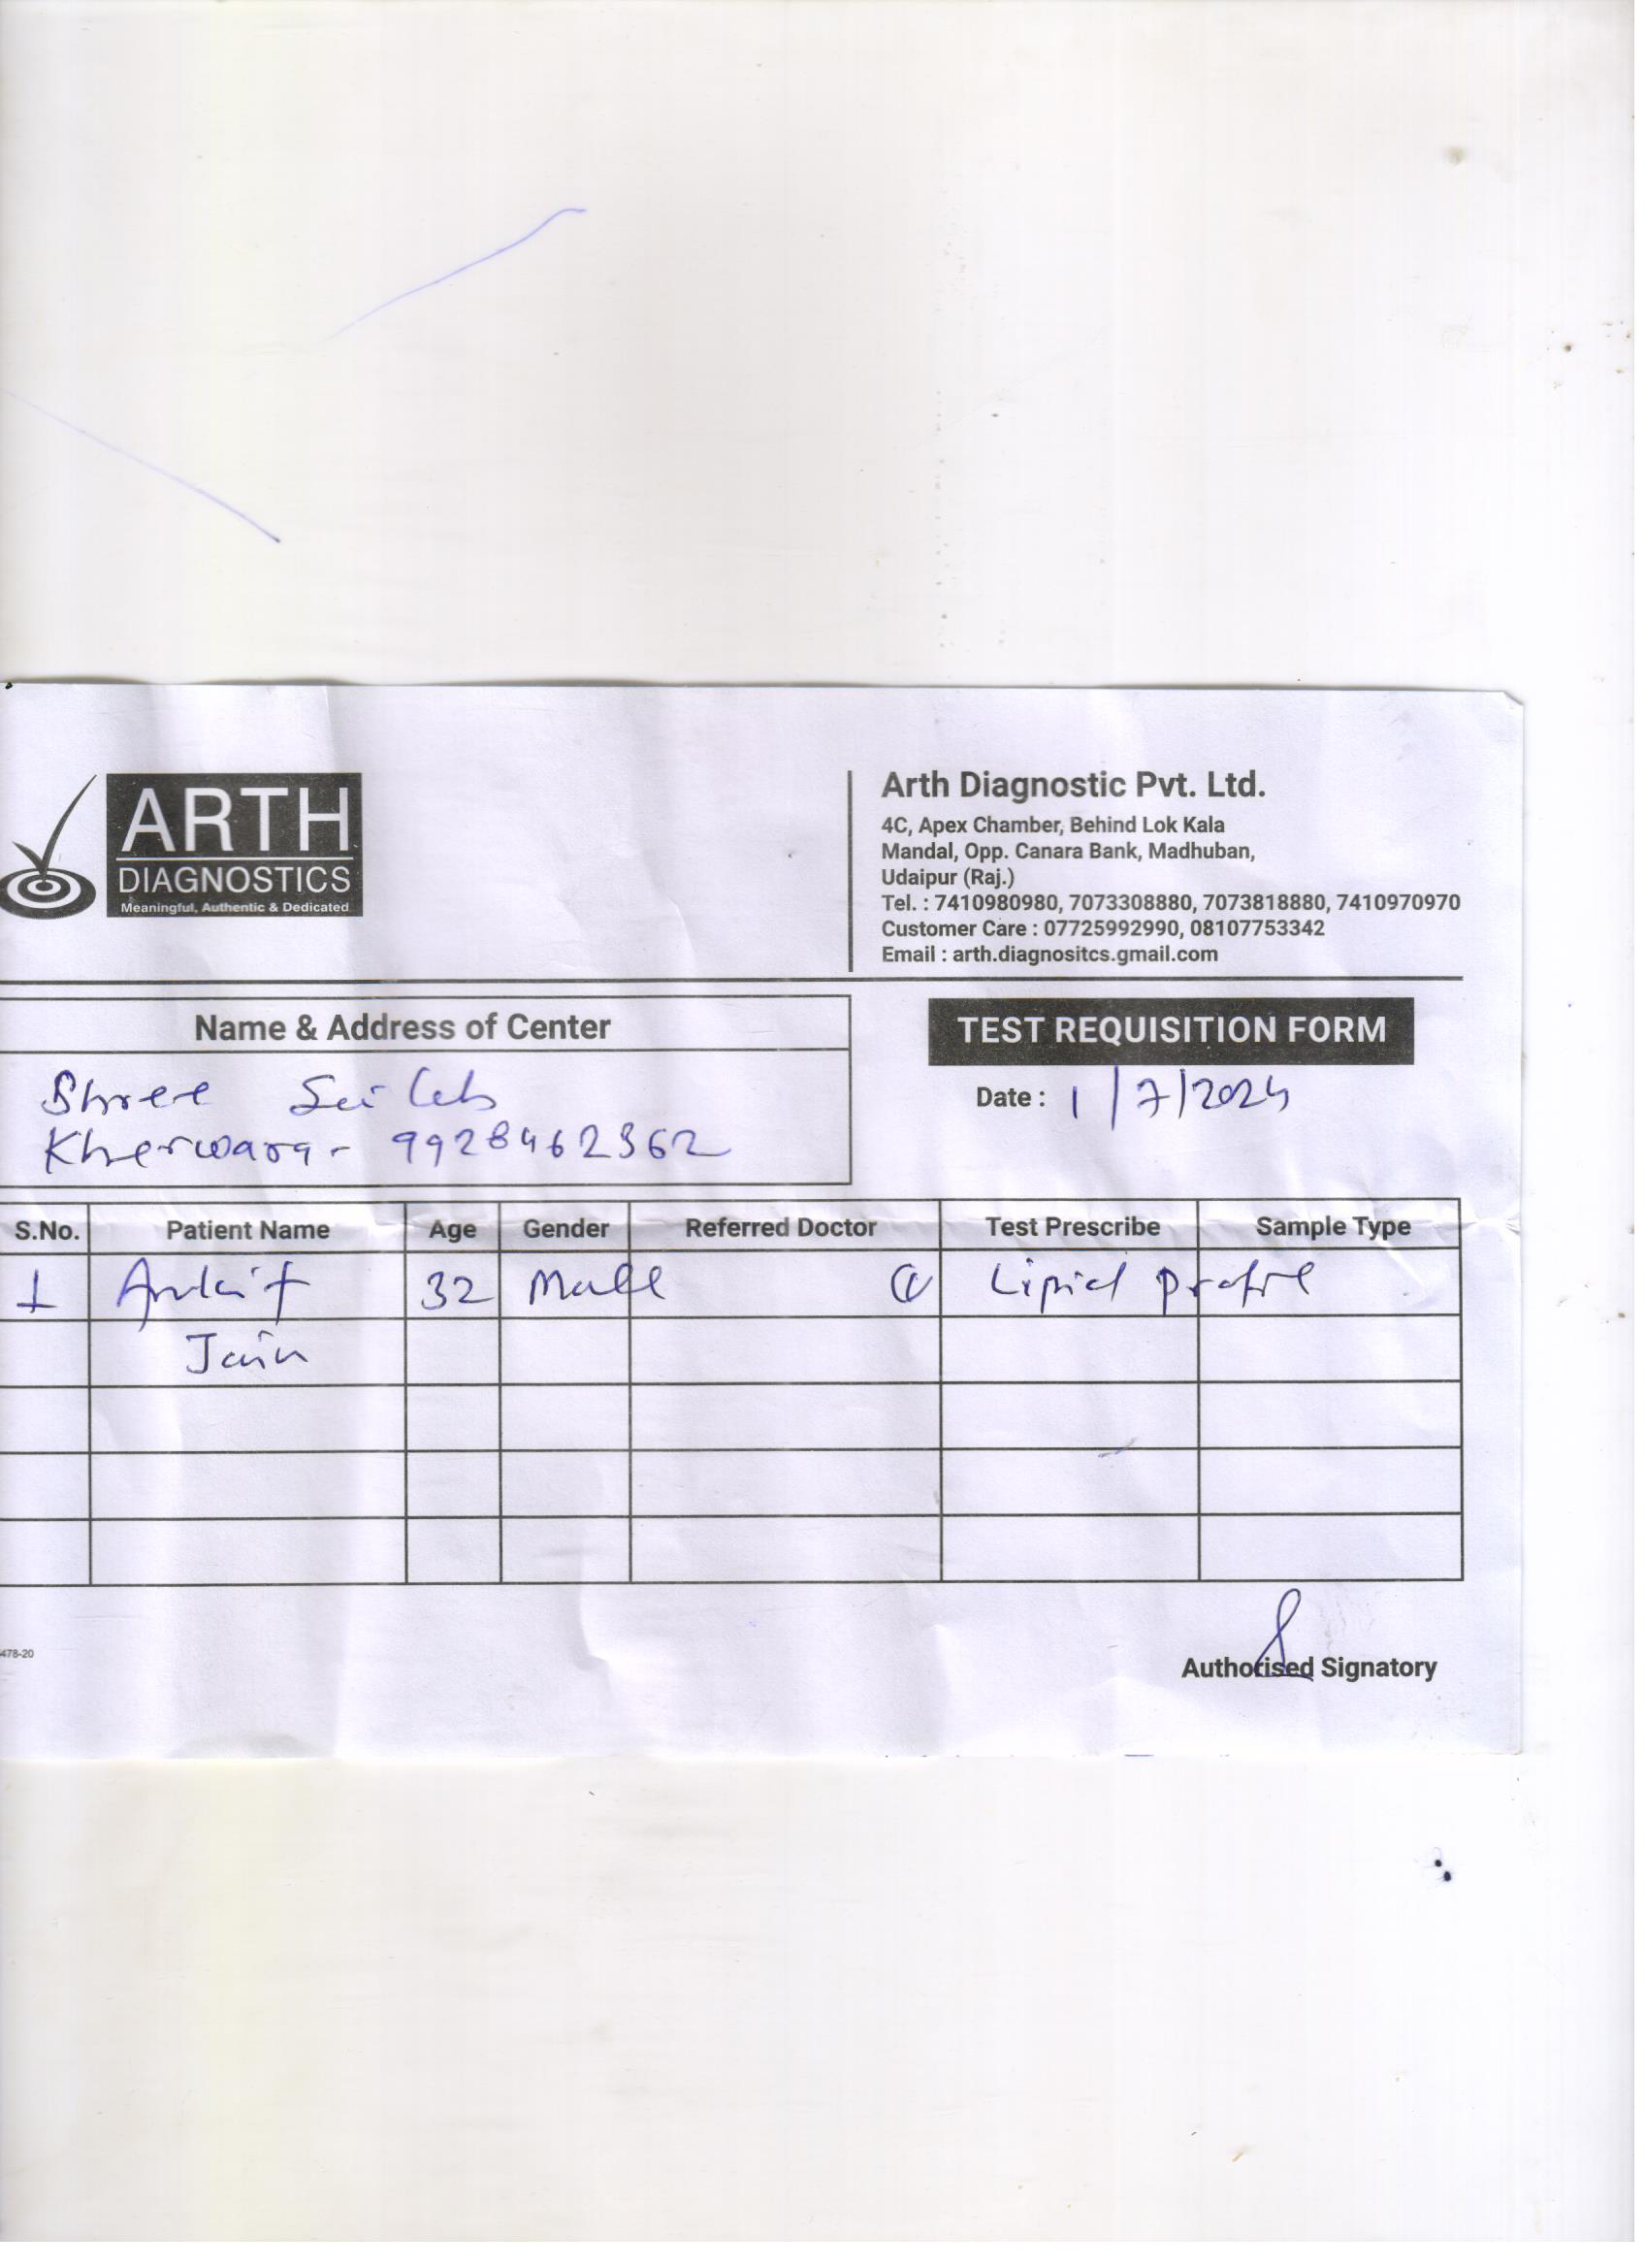 ARTH
DIAGNOSTICS
Meaningful, Authentic & Dedicated
Arth Diagnostic Pvt. Ltd.
4C, Apex Chamber, Behind Lok Kala
Mandal, Opp. Canara Bank, Madhuban,
Udaipur (Raj.)
Tel. : 7410980980, 7073308880, 7073818880, 7410970970
Customer Care : 07725992990, 08107753342
Email : arth.diagnositcs.gmail.com
Name & Address of Center
Shree Sai Lab
Kherwara - 9928462362
TEST REQUISITION FORM
Date : 1/7/2024
S.No. Patient Name Age Gender Referred Doctor Test Prescribe Sample Type
1 Ankit 32 Male Lipid Profile
Jain
478-20
Authorised Signatory